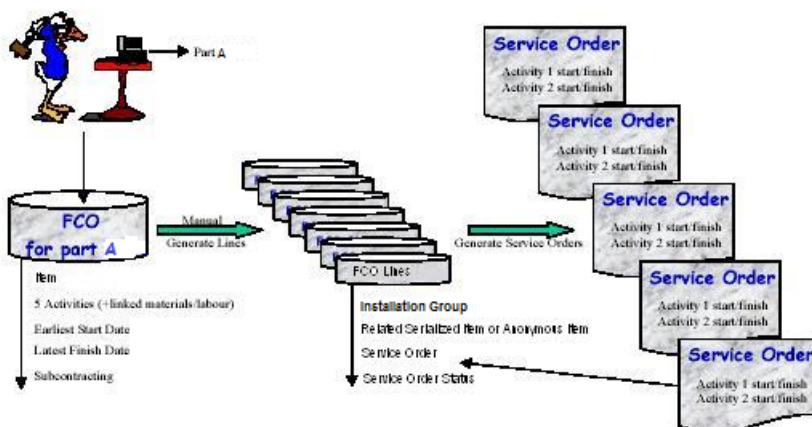 Part A
FCO
for part A
Manual
Generate Lines
FCO Lines
Generate Service Orders
Item
5 Activities (+linked materials/labour)
Earliest Start Date
Latest Finish Date
Subcontracting
Installation Group
Related Serialized Item or Anonymous Item
Service Order
Service Order Status
Service Order
Activity 1 start/finish
Activity 2 start/finish
Service Order
Activity 1 start/finish
Activity 2 start/finish
Service Order
Activity 1 start/finish
Activity 2 start/finish
Service Order
Activity 1 start/finish
Activity 2 start/finish
Service Order
Activity 1 start/finish
Activity 2 start/finish